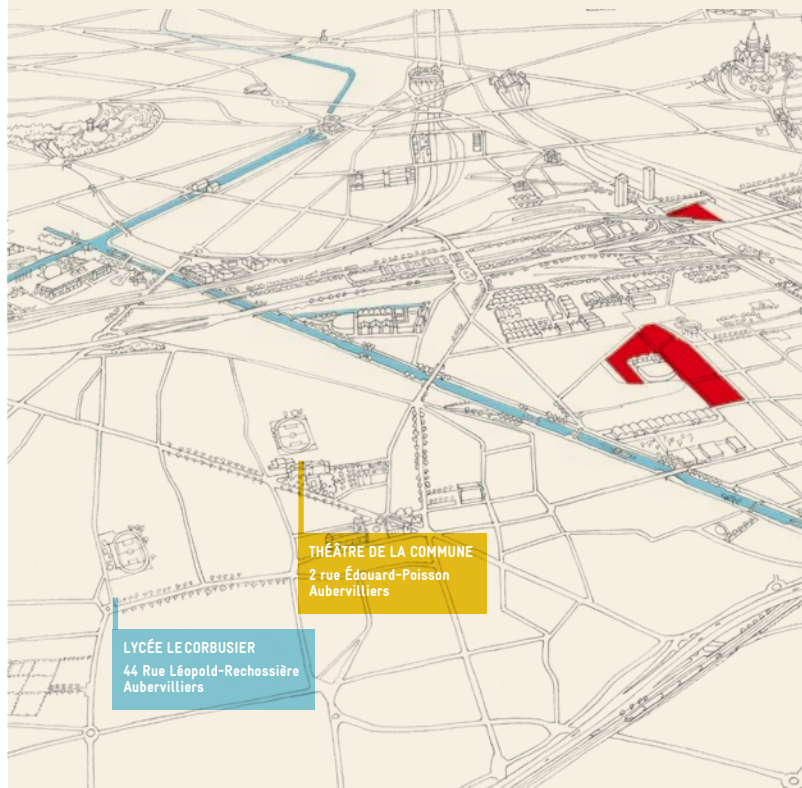 THÉÂTRE DE LA COMMUNE
2 rue Édouard-Poisson
Aubervilliers
LYCÉE LE CORBUSIER
44 Rue Léopold-Rechossière
Aubervilliers